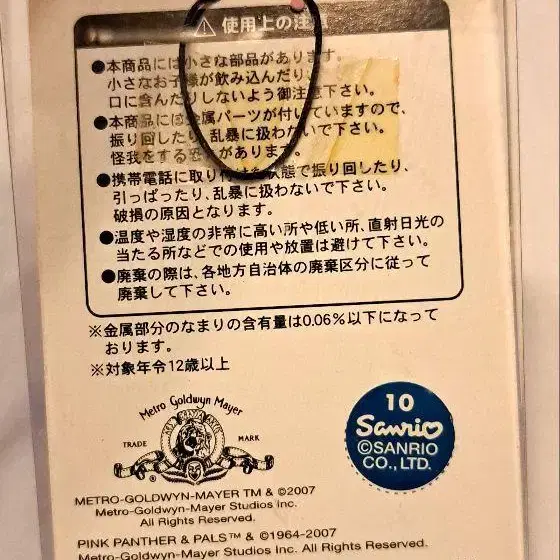 使用上の注意
●本商品には小さな部品があります。
小さなお子様が飲み込んだり、
口に含んだりしないよう御注意下さい。
●本商品には金属パーツが付いていますので、
振り回したり、乱暴に扱わないで下さい。
怪我をする恐れがあります。
●携帯電話に取り付けた状態で振り回したり、
引っぱったり、乱暴に扱わないで下さい。
破損の原因となります。
●温度や湿度の非常に高い所や低い所、直射日光の
当たる所などでの使用や放置は避けて下さい。
●廃棄の際は、各地方自治体の廃棄区分に従って
廃棄して下さい。
※金属部分のなまりの含有量は0.06%以下になって
おります。
※対象年令12歳以上
Metro Goldwyn Mayer
TRADE MARK
®
10
Sanrio
©SANRIO
CO., LTD.
METRO-GOLDWYN-MAYER TM & ©2007
Metro-Goldwyn-Mayer Studios Inc.
All Rights Reserved.
PINK PANTHER & PALS™ & ©1964-2007
Metro-Goldwyn-Mayer Studios Inc. All Rights Reserved.